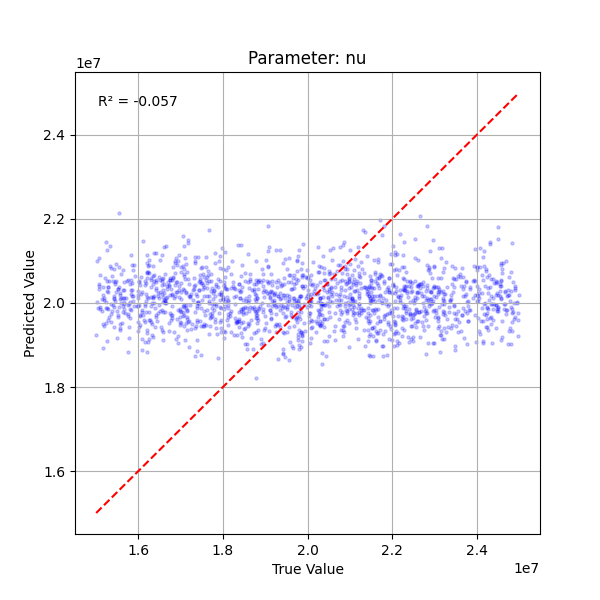 Parameter: nu
1e7
R² = -0.057
2.4
2.2
2.0
1.8
1.6
Predicted Value
1.6
1.8
2.0
2.2
2.4
True Value
1e7